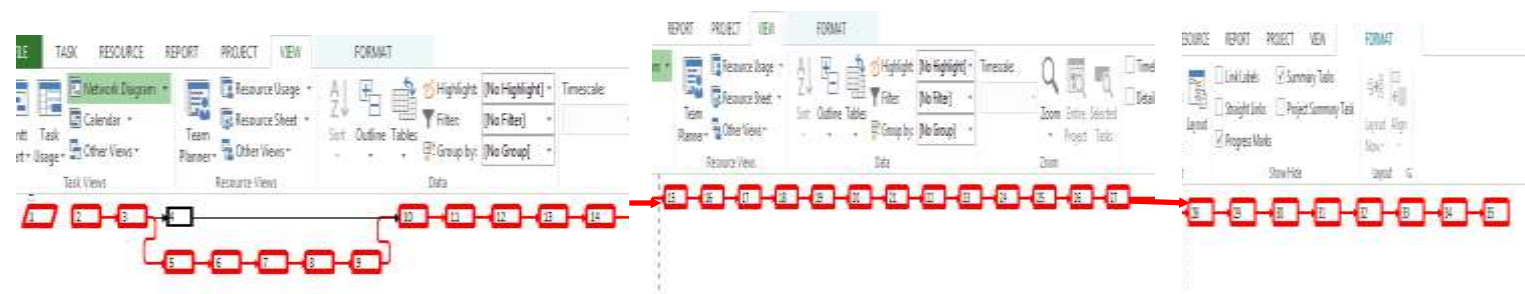 TASK RESOURCE REPORT PROJECT VIEW FORMAT
Network Diagram
Calendar
Other Views
Task
Usage
Task Views
Team
Planner
Resource Usage
Resource Sheet
Other Views
Resource Views
Sort Outline Tables
Highlight: [No Highlight]
Filter: [No Filter]
Group by: [No Group]
Data
Timescale:
1 2 3 4 10 11 12 13 14
5 6 7 8 9
REPORT PROJECT VIEW FORMAT
Team
Planner
Resource Usage
Resource Sheet
Other Views
Resource Views
Sort Outline Tables
Highlight: [No Highlight]
Filter: [No Filter]
Group by: [No Group]
Data
Timescale:
Zoom Entire Project Selected Tasks
Zoom
15 16 17 18 19 20 21 22 23 24 25 26 27
REPORT PROJECT VIEW FORMAT
Layout
Link Labels
Straight Links
Progress Marks
Summary Tasks
Project Summary Task
Show/Hide
Layout Now
Align
Layout
28 29 30 31 32 33 34 35